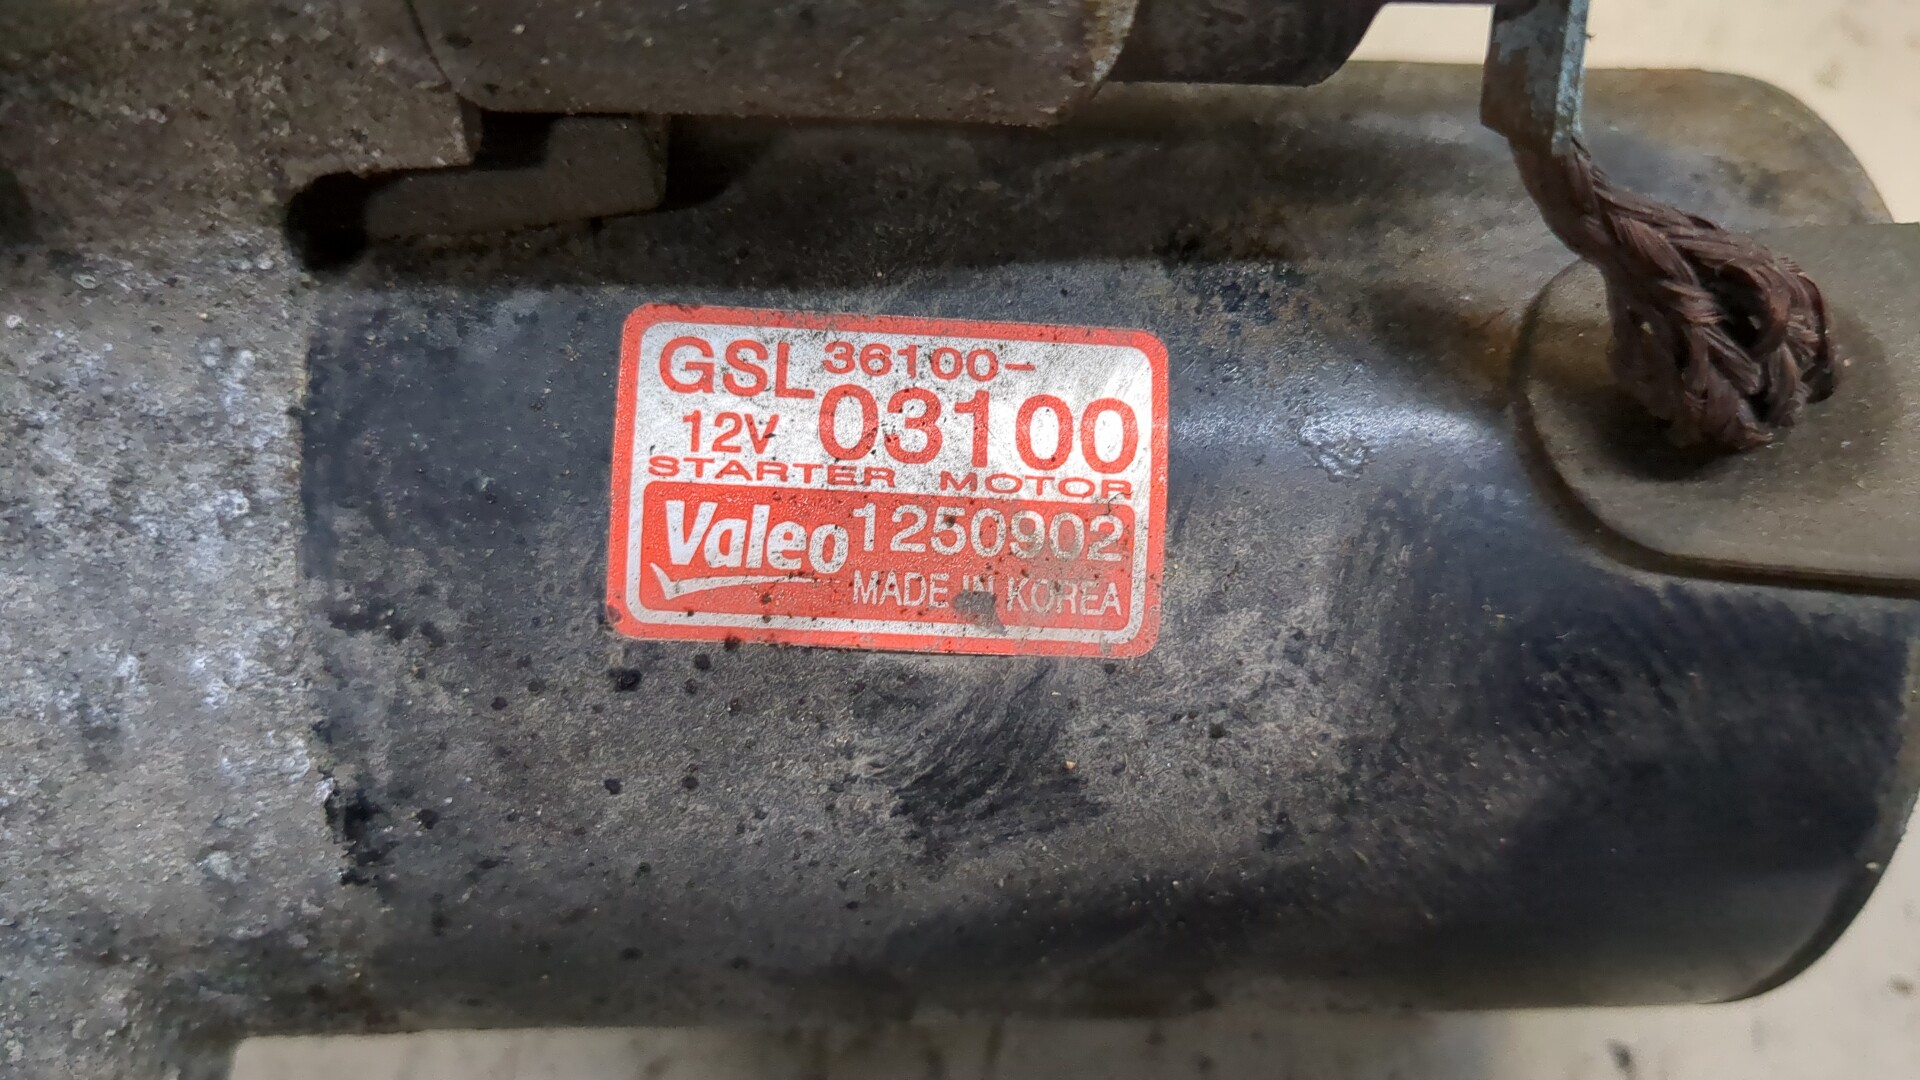 GSL 36100-
12V 03100
STARTER MOTOR
Valeo 1250902
MADE IN KOREA